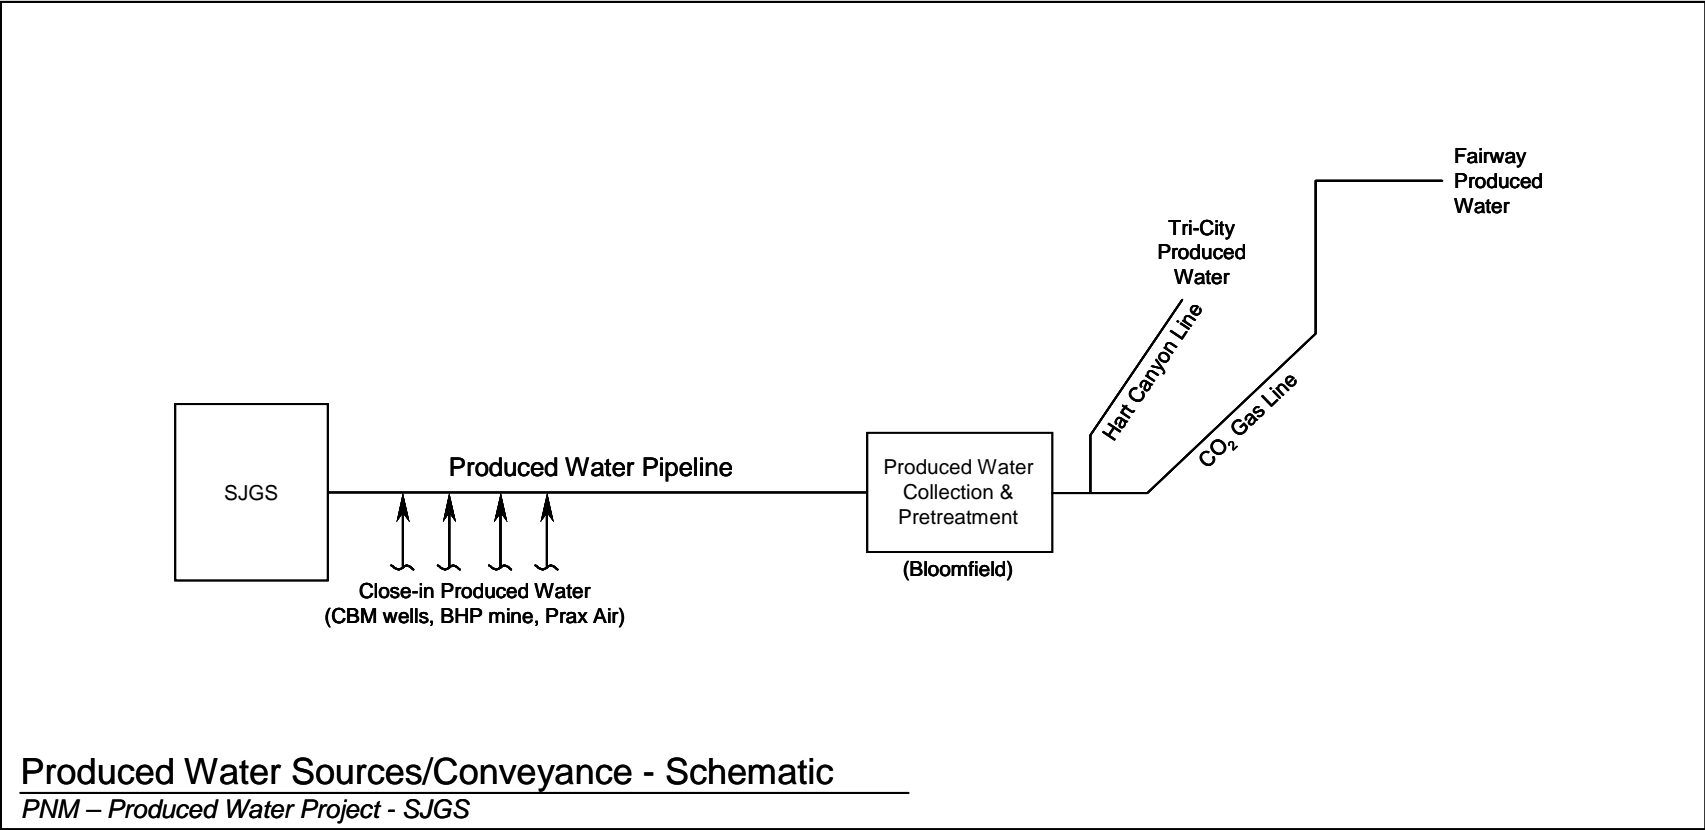 Fairway
Produced
Water
Tri-City
Produced
Water
Hart Canyon Line
CO₂ Gas Line
SJGS
Produced Water Pipeline
Produced Water
Collection &
Pretreatment
(Bloomfield)
Close-in Produced Water
(CBM wells, BHP mine, Prax Air)
Produced Water Sources/Conveyance - Schematic
PNM – Produced Water Project - SJGS